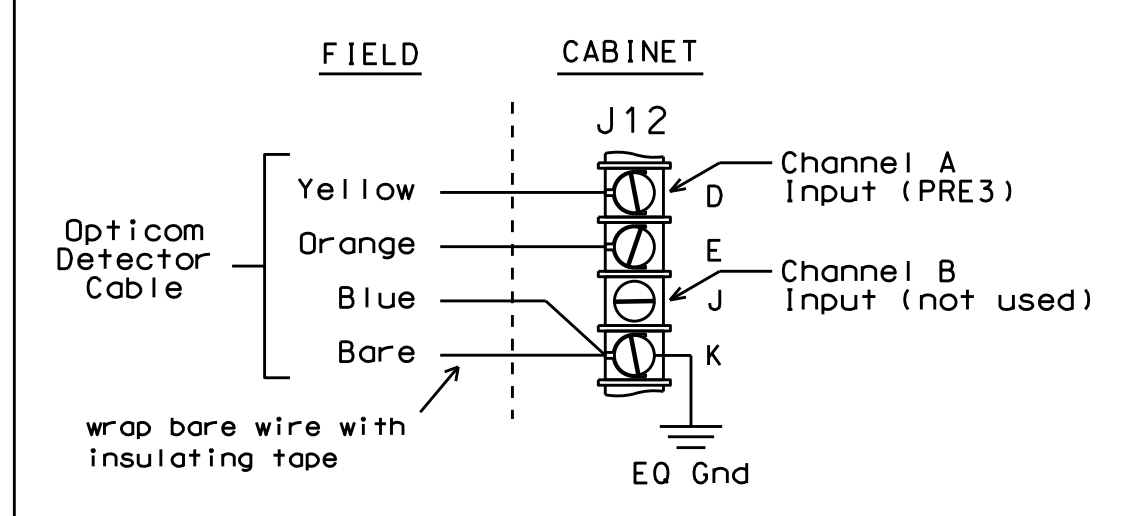 FIELD
CABINET
J12
Opticom
Detector
Cable
Yellow
Orange
Blue
Bare
D
E
J
K
Channel A
Input (PRE3)
Channel B
Input (not used)
wrap bare wire with
insulating tape
EQ Gnd